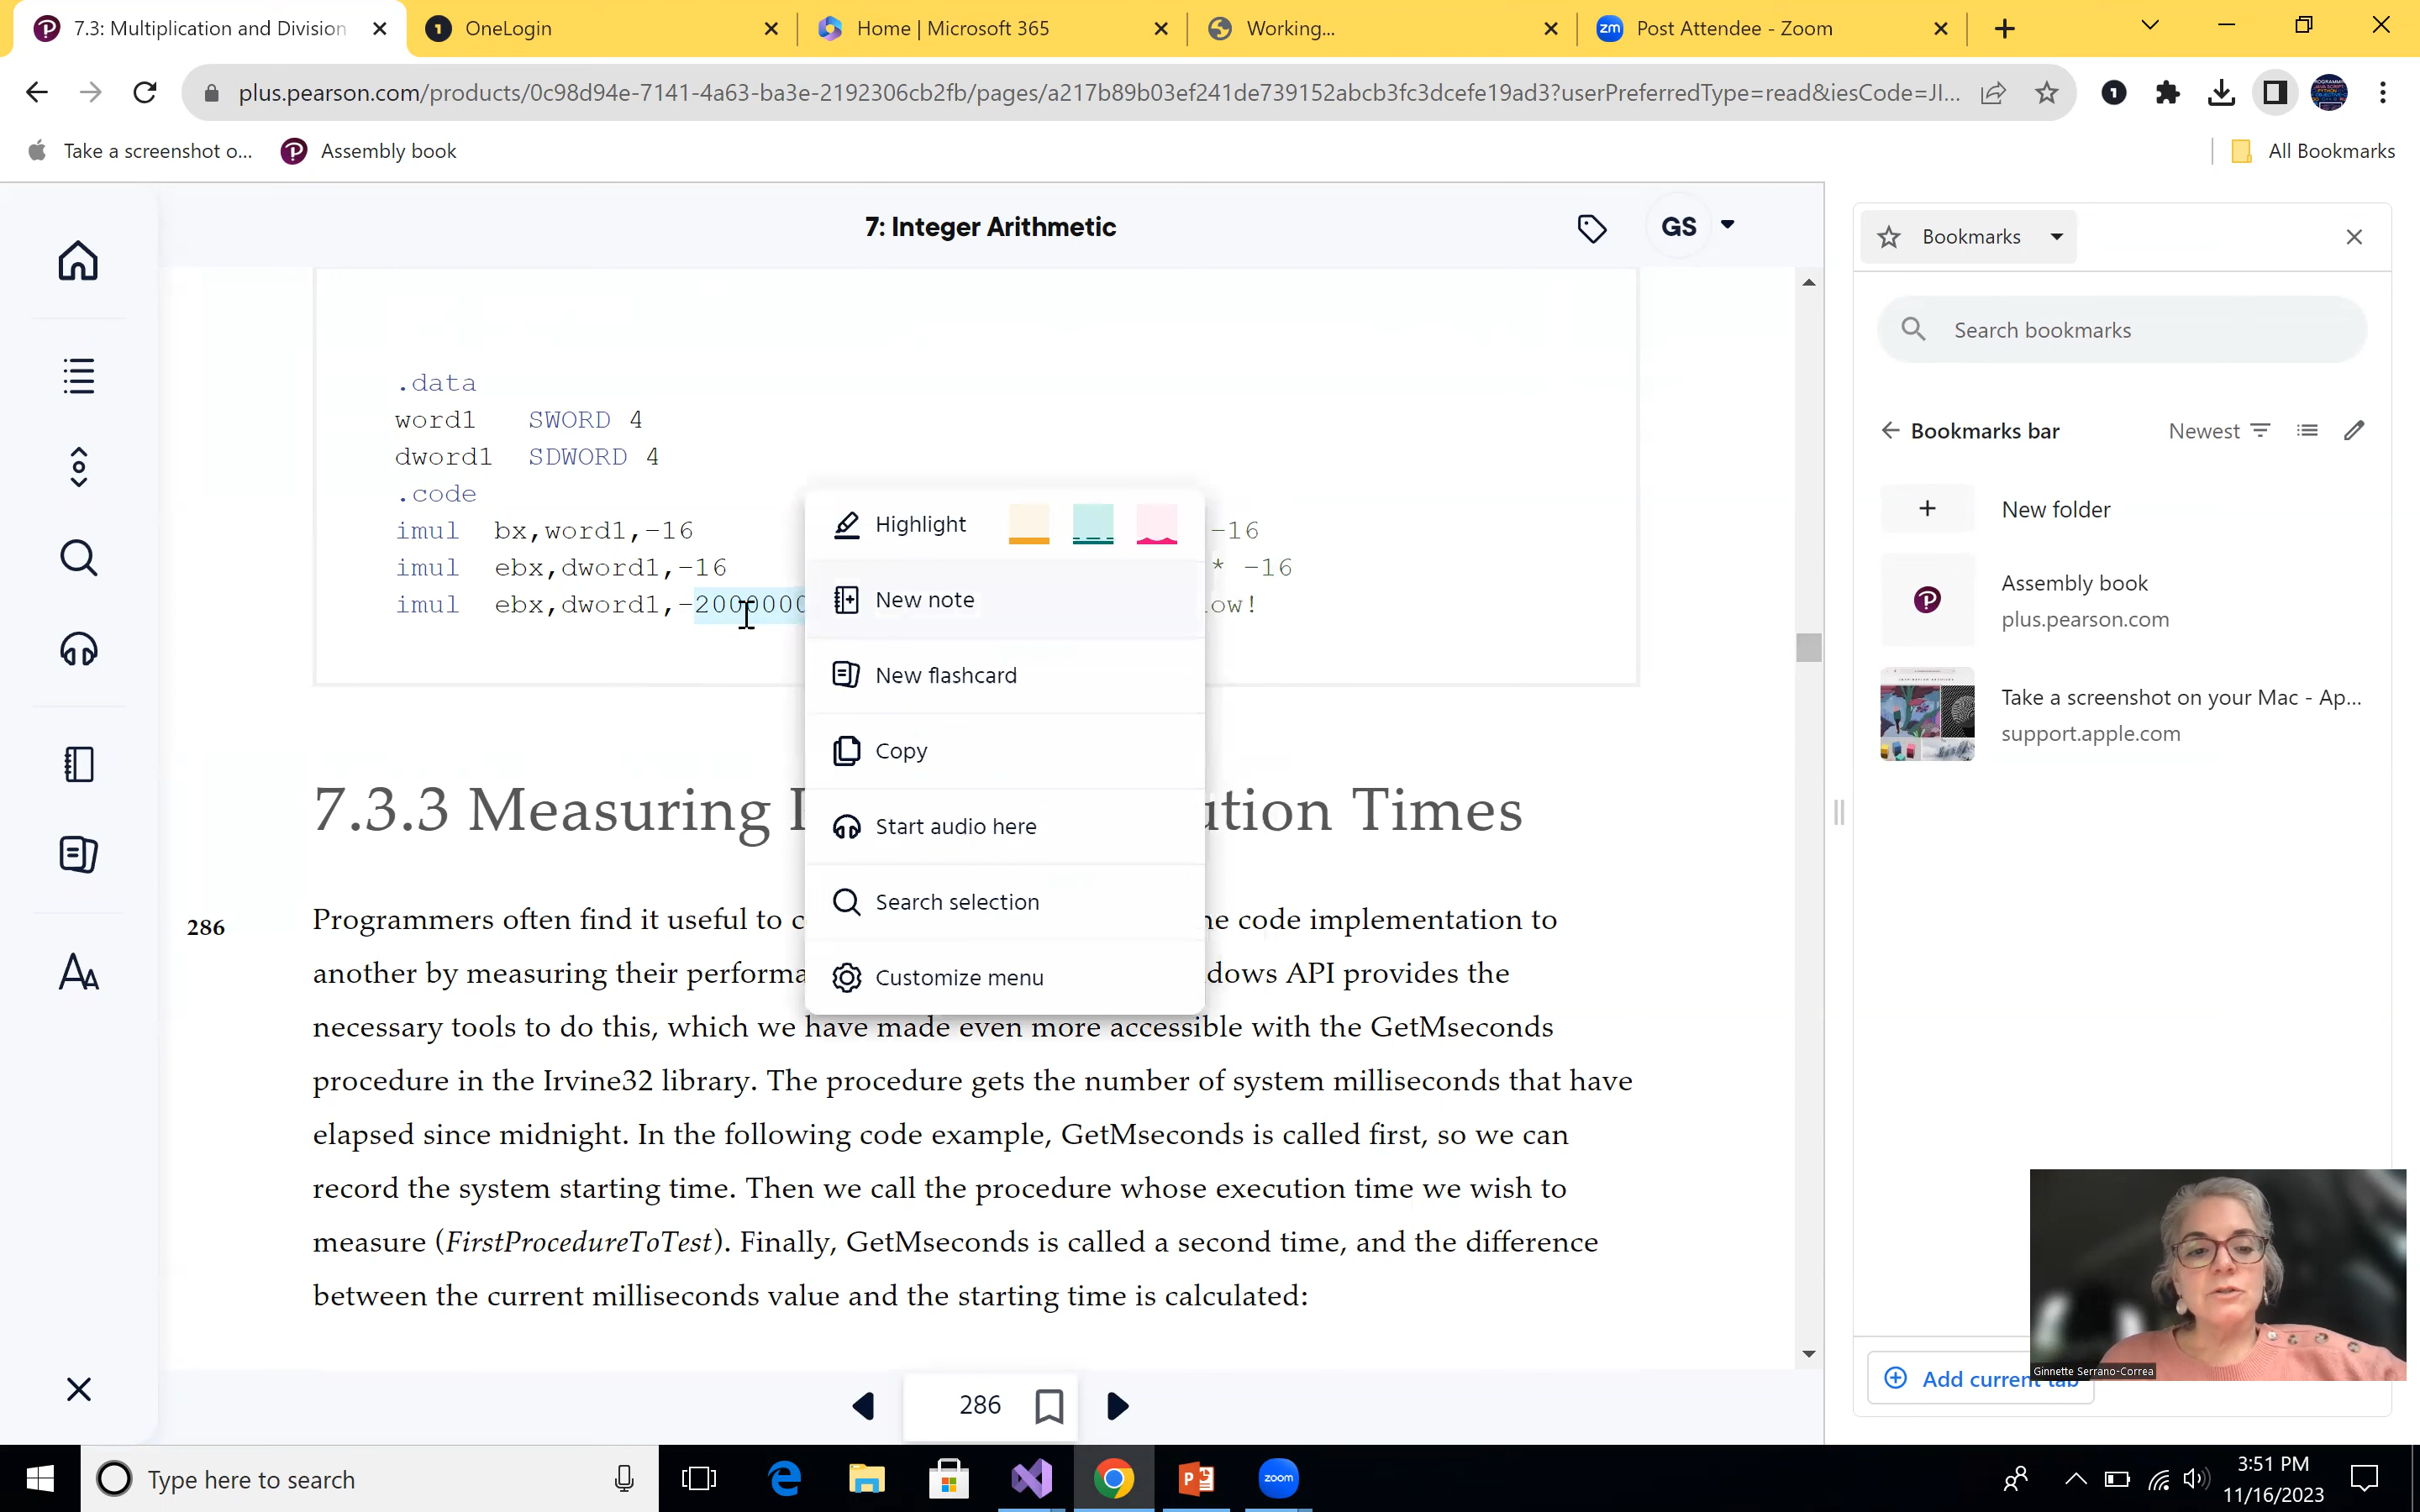 7.3: Multiplication and Division
OneLogin
Home | Microsoft 365
Working...
Post Attendee - Zoom
plus.pearson.com/products/0c98d94e-7141-4a63-ba3e-2192306cb2fb/pages/a217b89b03ef241de739152abcb3fc3dcefe19ad3?userPreferredType=read&iesCode=JI...
Take a screenshot o...
Assembly book
All Bookmarks
7: Integer Arithmetic
GS
.data
word1 SWORD 4
dword1 SDWORD 4
.code
imul bx,word1,-16 -16
imul ebx,dword1,-16 * -16
imul ebx,dword1,-2000000 low!
Highlight
New note
New flashcard
Copy
Start audio here
Search selection
Customize menu
7.3.3 Measuring ution Times
286
Programmers often find it useful to c ne code implementation to
another by measuring their performa dows API provides the
necessary tools to do this, which we have made even more accessible with the GetMseconds
procedure in the Irvine32 library. The procedure gets the number of system milliseconds that have
elapsed since midnight. In the following code example, GetMseconds is called first, so we can
record the system starting time. Then we call the procedure whose execution time we wish to
measure (FirstProcedureToTest). Finally, GetMseconds is called a second time, and the difference
between the current milliseconds value and the starting time is calculated:
286
Bookmarks
Search bookmarks
Bookmarks bar
Newest
New folder
Assembly book
plus.pearson.com
Take a screenshot on your Mac - Ap...
support.apple.com
Add current tab
Ginnette Serrano-Correa
Type here to search
zoom
3:51 PM
11/16/2023